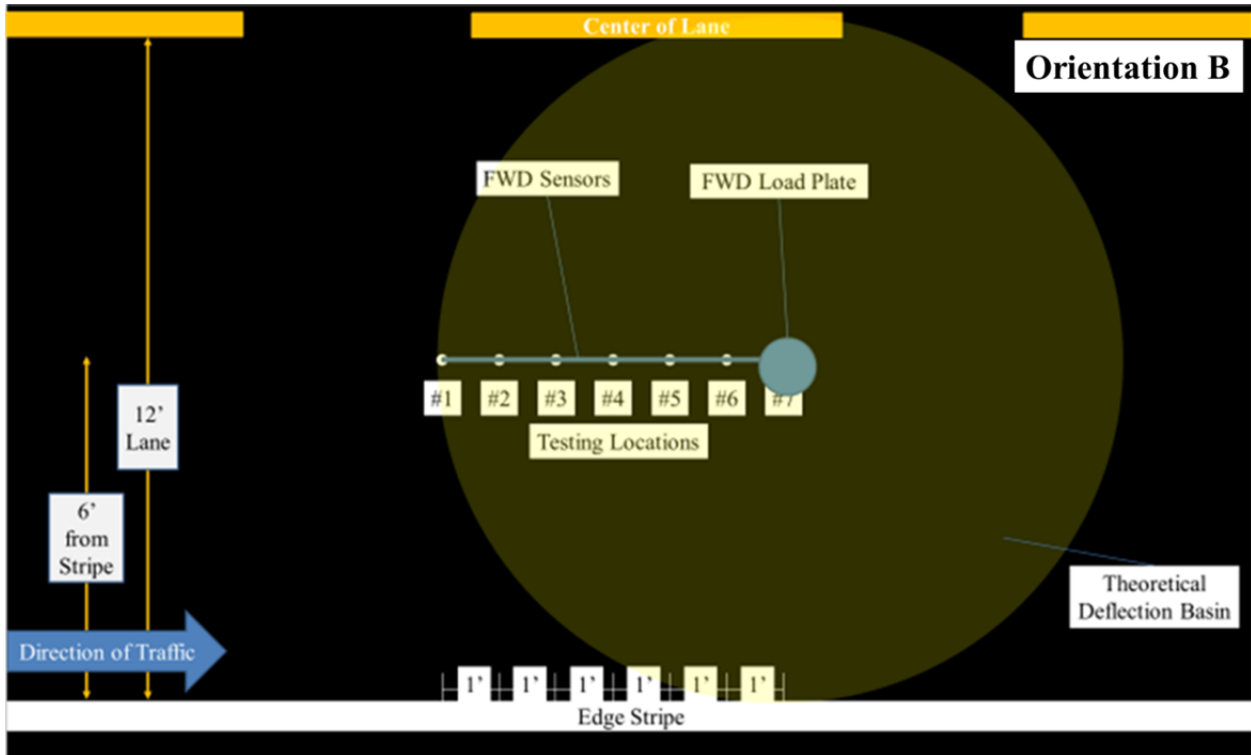 Center of Lane
Orientation B
FWD Sensors
FWD Load Plate
#1 #2 #3 #4 #5 #6 #7
Testing Locations
12’
Lane
6’
from
Stripe
Theoretical
Deflection Basin
Direction of Traffic
1’ 1’ 1’ 1’ 1’ 1’
Edge Stripe